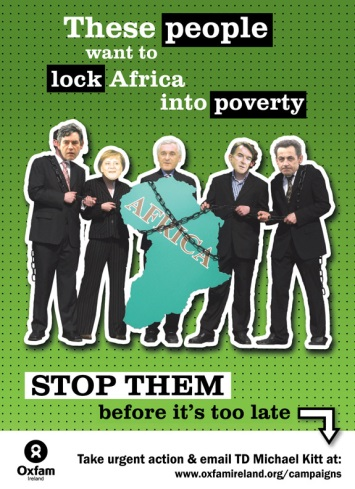 These people
want to
lock Africa
into poverty
AFRICA
STOP THEM
before it's too late
Oxfam
Ireland
Take urgent action & email TD Michael Kitt at:
www.oxfamireland.org/campaigns